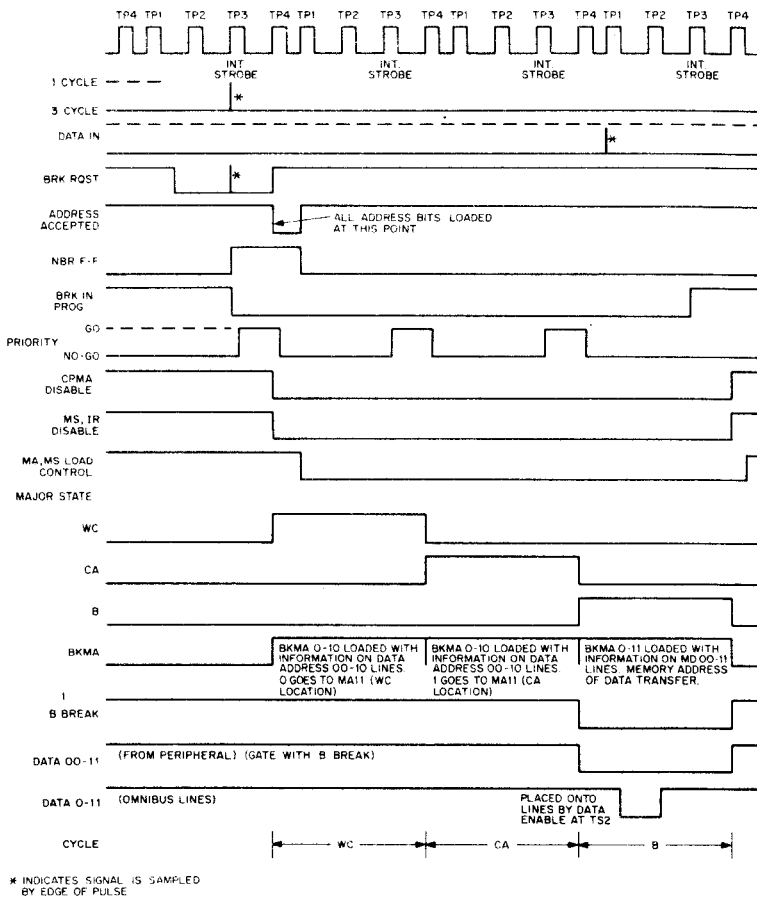 TP4 TP1 TP2 TP3 TP4 TP1 TP2 TP3 TP4 TP1 TP2 TP3 TP4 TP1 TP2 TP3 TP4
INT. STROBE INT. STROBE INT. STROBE INT. STROBE
1 CYCLE
*
3 CYCLE
DATA IN
*
BRK RQST
*
ADDRESS
ACCEPTED
ALL ADDRESS BITS LOADED
AT THIS POINT
NBR F-F
BRK IN
PROG
GO
PRIORITY
NO-GO
CPMA
DISABLE
MS, IR
DISABLE
MA,MS LOAD
CONTROL
MAJOR STATE
WC
CA
B
BKMA
BKMA 0-10 LOADED WITH
INFORMATION ON DATA
ADDRESS 00-10 LINES.
0 GOES TO MA11 (WC
LOCATION)
BKMA 0-10 LOADED WITH
INFORMATION ON DATA
ADDRESS 00-10 LINES.
1 GOES TO MA11 (CA
LOCATION)
BKMA 0-11 LOADED WITH
INFORMATION ON MD 00-11
LINES. MEMORY ADDRESS
OF DATA TRANSFER.
1
B BREAK
DATA 00-11
(FROM PERIPHERAL) (GATE WITH B BREAK)
DATA 0-11
(OMNIBUS LINES)
PLACED ONTO
LINES BY DATA
ENABLE AT TS2
CYCLE
WC CA B
* INDICATES SIGNAL IS SAMPLED
BY EDGE OF PULSE